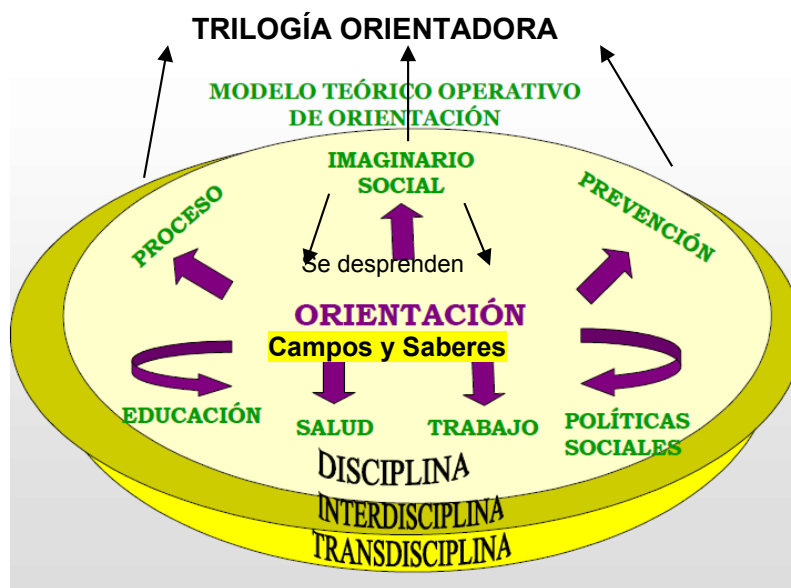 TRILOGÍA ORIENTADORA
MODELO TEÓRICO OPERATIVO
DE ORIENTACIÓN
IMAGINARIO
SOCIAL
PROCESO
PREVENCIÓN
Se desprenden
ORIENTACIÓN
Campos y Saberes
EDUCACIÓN
SALUD
TRABAJO
POLÍTICAS
SOCIALES
DISCIPLINA
INTERDISCIPLINA
TRANSDISCIPLINA